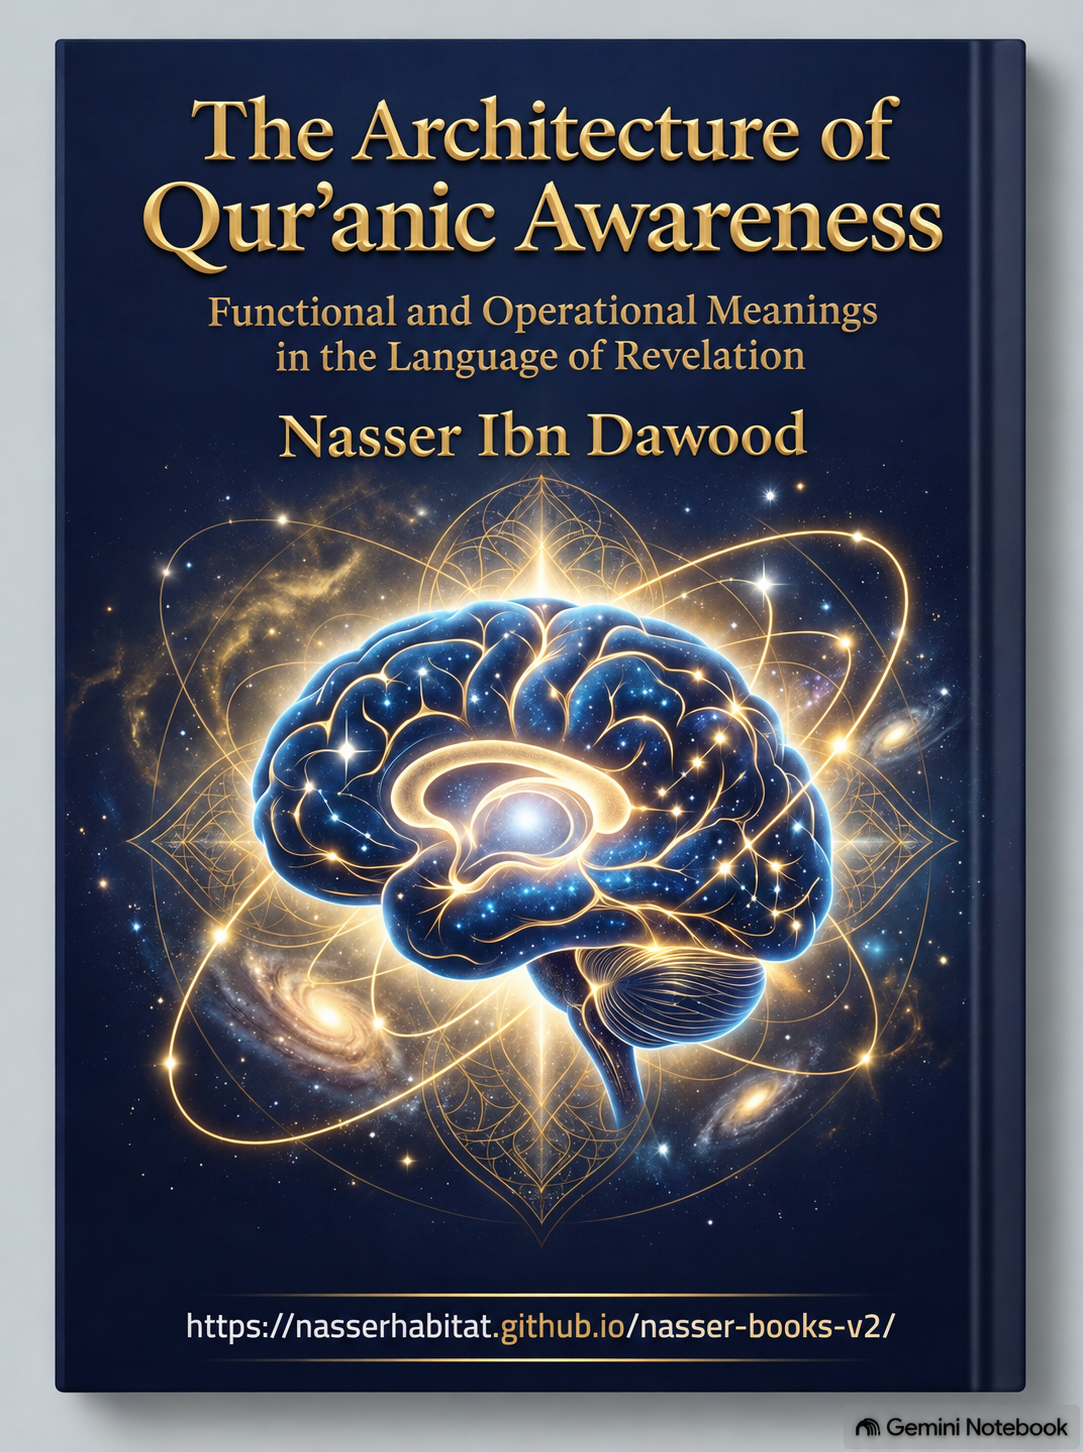 The Architecture of
Qur’anic Awareness
Functional and Operational Meanings
in the Language of Revelation
Nasser Ibn Dawood
https://nasserhabitat.github.io/nasser-books-v2/
Gemini Notebook